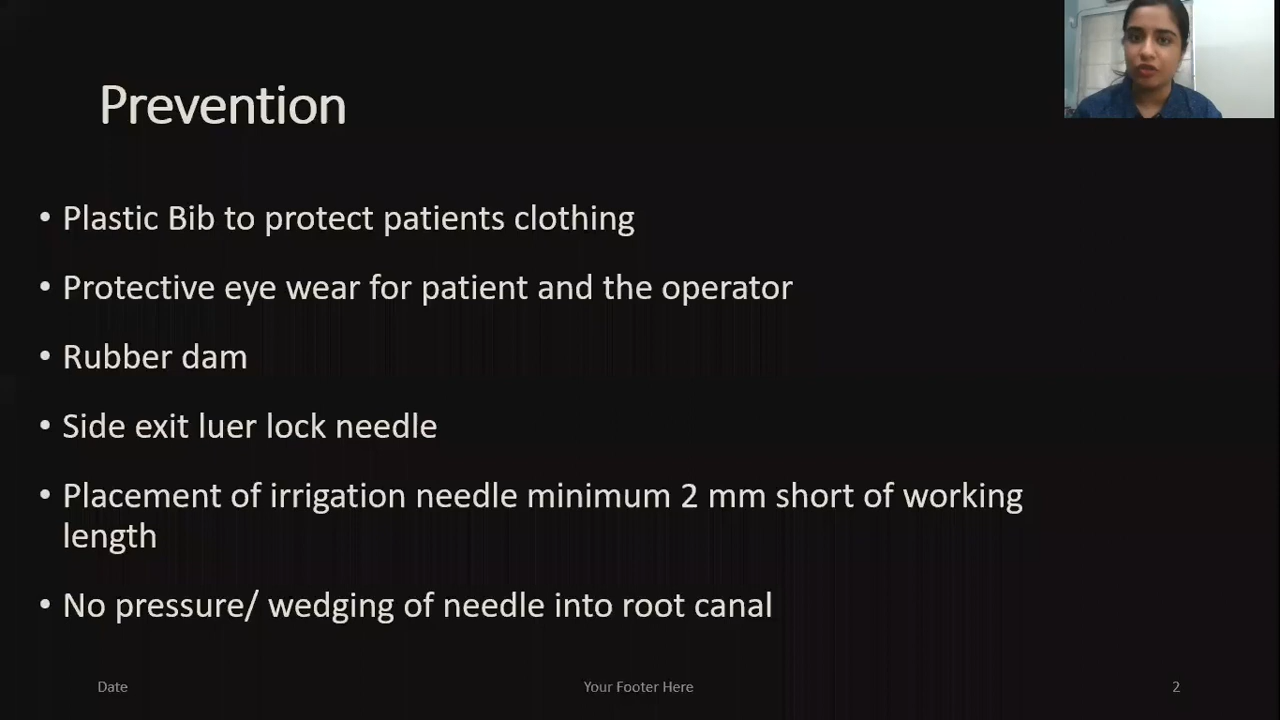 Prevention
• Plastic Bib to protect patients clothing
• Protective eye wear for patient and the operator
• Rubber dam
• Side exit luer lock needle
• Placement of irrigation needle minimum 2 mm short of working
length
• No pressure/ wedging of needle into root canal
Date
Your Footer Here
2